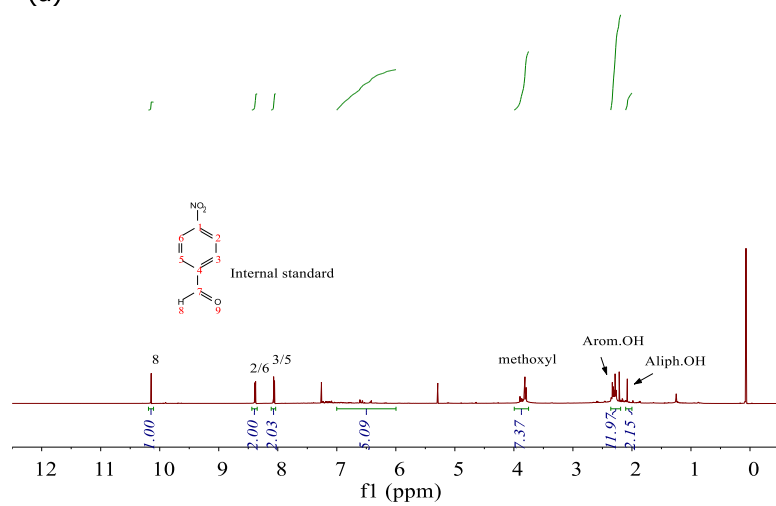 NO2
1
6 2
5 3
4
Internal standard
7
H O
8 9
8
2/6
3/5
methoxyl
Arom.OH
Aliph.OH
1.00
2.00
2.03
5.09
7.37
11.97
2.15
12 11 10 9 8 7 6 5 4 3 2 1 0
f1 (ppm)